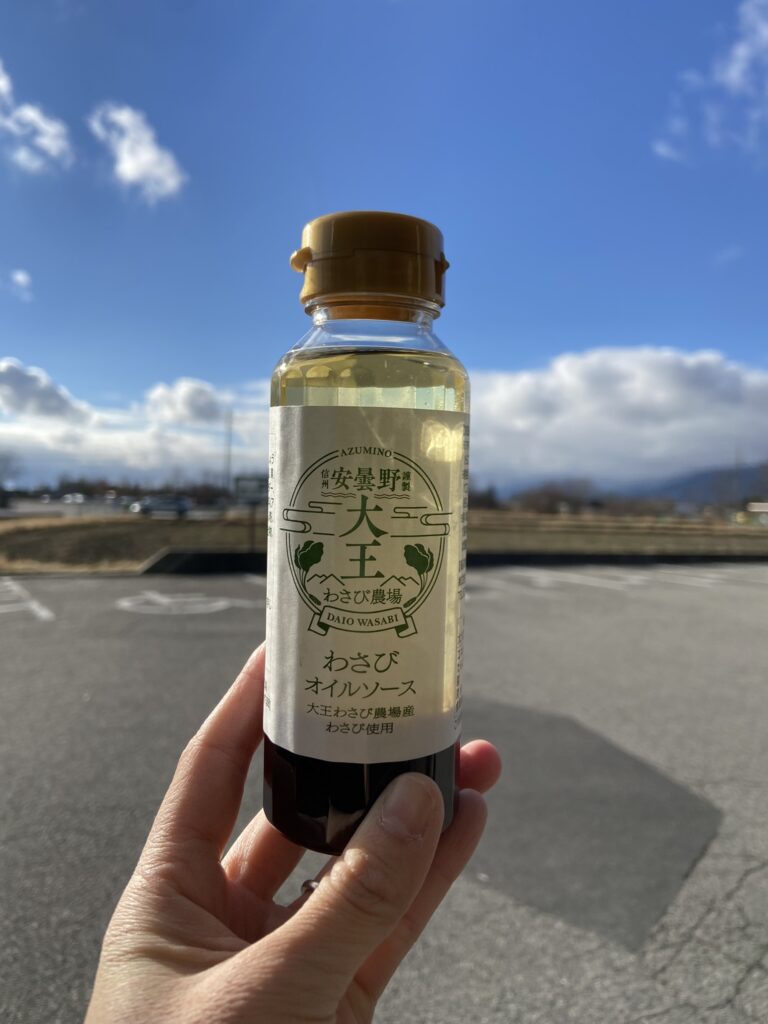 AZUMINO
信州 安曇野 謹製
大王
わさび農場
DAIO WASABI
わさび
オイルソース
大王わさび農場産
わさび使用